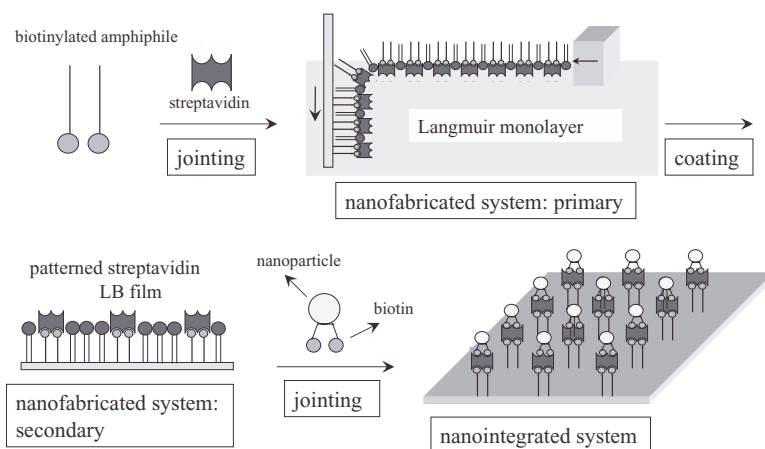 biotinylated amphiphile
streptavidin
jointing
Langmuir monolayer
coating
nanofabricated system: primary
patterned streptavidin
LB film
nanoparticle
biotin
jointing
nanofabricated system:
secondary
nanointegrated system